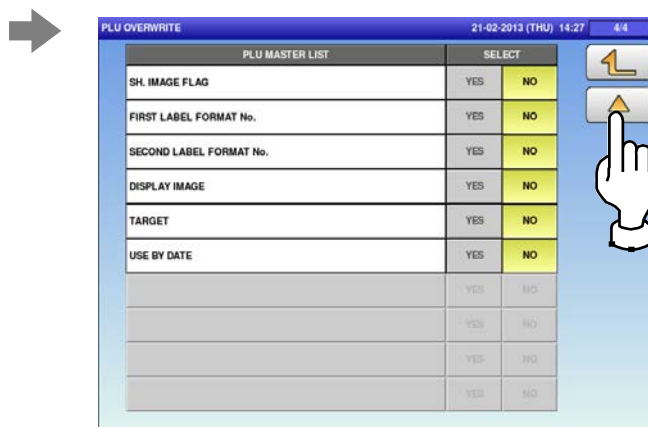 PLU OVERWRITE 21-02-2013 (THU) 14:27 4/4
PLU MASTER LIST SELECT
SH. IMAGE FLAG YES NO
FIRST LABEL FORMAT No. YES NO
SECOND LABEL FORMAT No. YES NO
DISPLAY IMAGE YES NO
TARGET YES NO
USE BY DATE YES NO
YES NO
YES NO
YES NO
YES NO